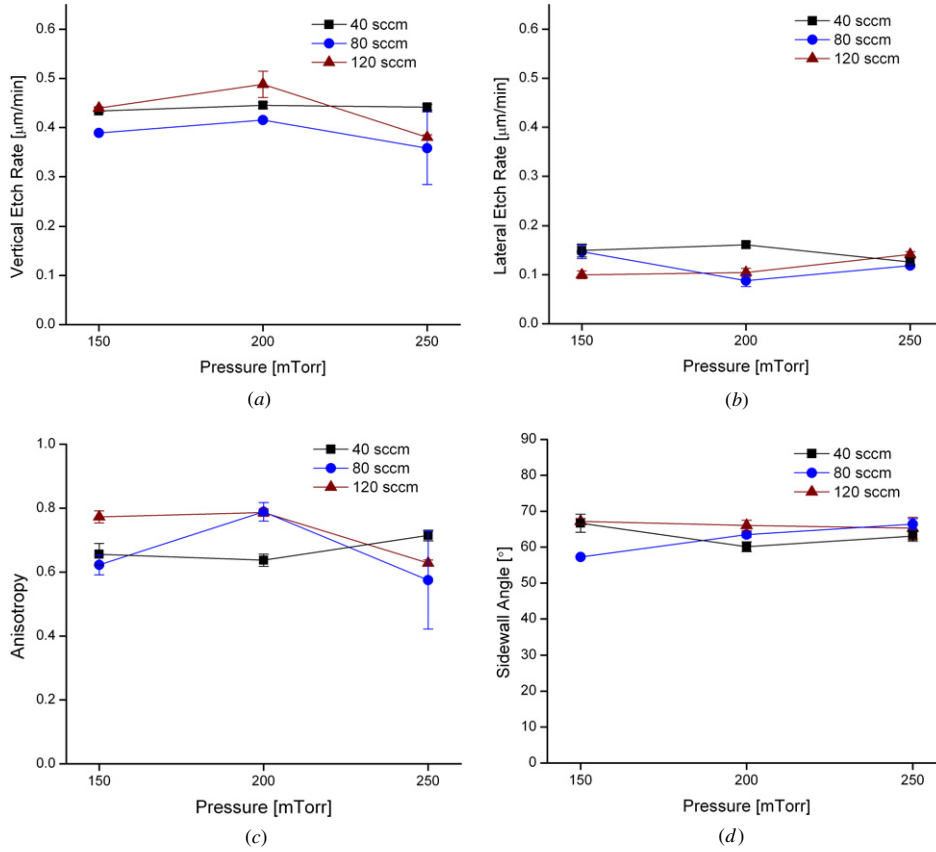 40 sccm
80 sccm
120 sccm
0.6
0.5
0.4
0.3
0.2
0.1
0.0
Vertical Etch Rate [μm/min]
150
200
250
Pressure [mTorr]
(a)
40 sccm
80 sccm
120 sccm
0.6
0.5
0.4
0.3
0.2
0.1
0.0
Lateral Etch Rate [μm/min]
150
200
250
Pressure [mTorr]
(b)
40 sccm
80 sccm
120 sccm
1.0
0.8
0.6
0.4
0.2
0.0
Anisotropy
150
200
250
Pressure [mTorr]
(c)
40 sccm
80 sccm
120 sccm
90
80
70
60
50
40
30
20
10
0
Sidewall Angle [°]
150
200
250
Pressure [mTorr]
(d)